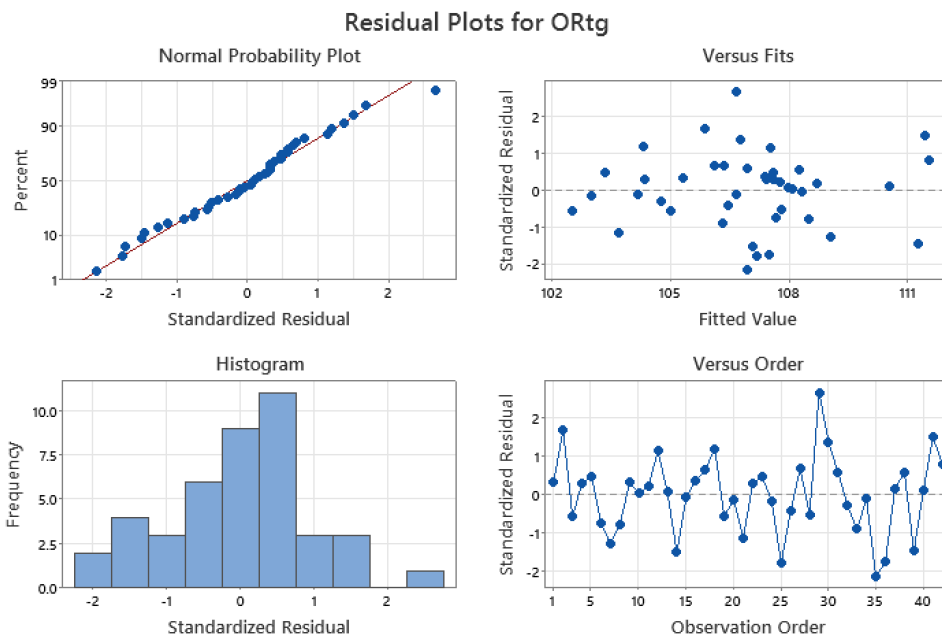 Residual Plots for ORtg
Normal Probability Plot
99
90
50
10
1
Percent
-2 -1 0 1 2
Standardized Residual
Versus Fits
2
1
0
-1
-2
Standardized Residual
102 105 108 111
Fitted Value
Histogram
10.0
7.5
5.0
2.5
0.0
Frequency
-2 -1 0 1 2
Standardized Residual
Versus Order
2
1
0
-1
-2
Standardized Residual
1 5 10 15 20 25 30 35 40
Observation Order